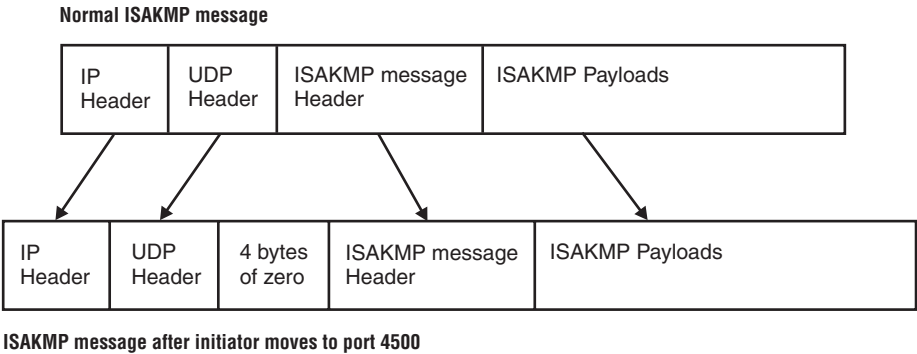 Normal ISAKMP message
IP
Header
UDP
Header
ISAKMP message
Header
ISAKMP Payloads
IP
Header
UDP
Header
4 bytes
of zero
ISAKMP message
Header
ISAKMP Payloads
ISAKMP message after initiator moves to port 4500